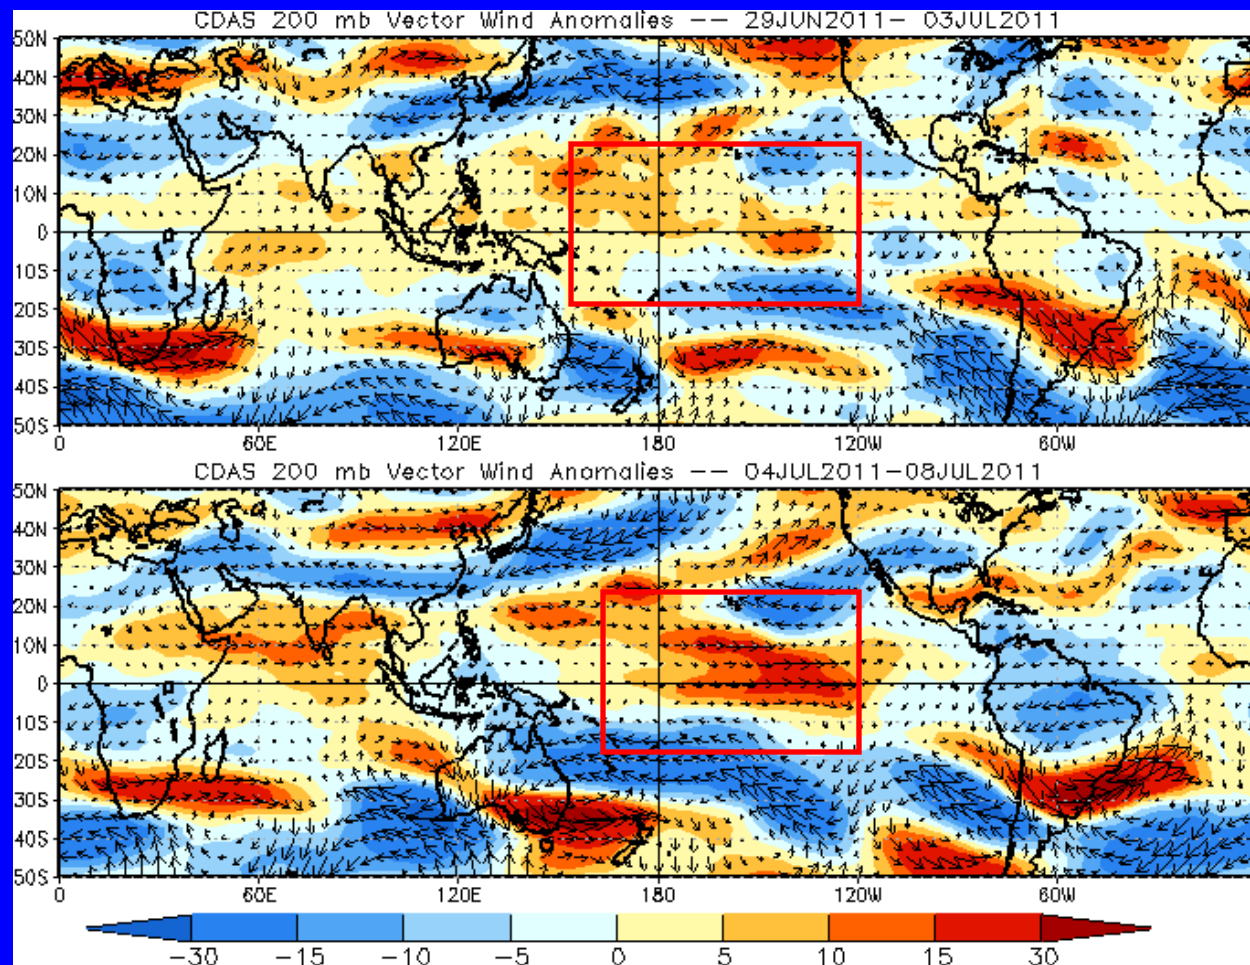 CDAS 200 mb Vector Wind Anomalies -- 29JUN2011- 03JUL2011
50N
40N
30N
20N
10N
0
10S
20S
30S
40S
50S
0 60E 120E 180 120W 60W
CDAS 200 mb Vector Wind Anomalies -- 04JUL2011-08JUL2011
50N
40N
30N
20N
10N
0
10S
20S
30S
40S
50S
0 60E 120E 180 120W 60W
-30 -15 -10 -5 0 5 10 15 30